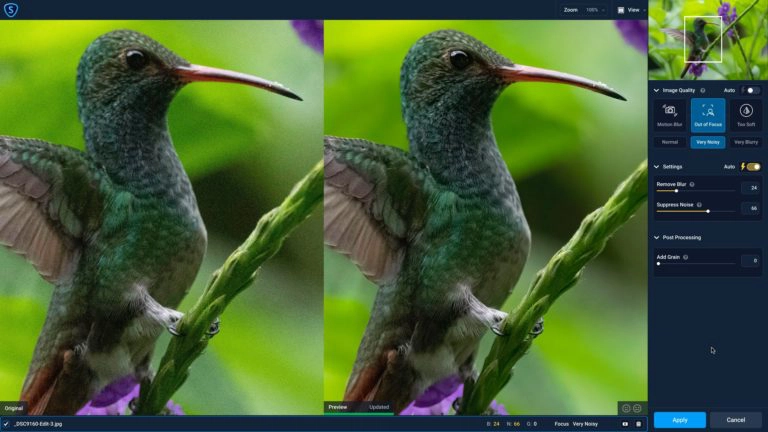 S
Zoom 100% View
Image Quality Auto
Motion Blur Out of Focus Too Soft
Normal Very Noisy Very Blurry
Settings Auto
Remove Blur 24
Suppress Noise 66
Post Processing
Add Grain 0
Original Preview Updated
_DSC9160-Edit-3.jpg B: 24 N: 66 G: 0 Focus Very Noisy
Apply Cancel